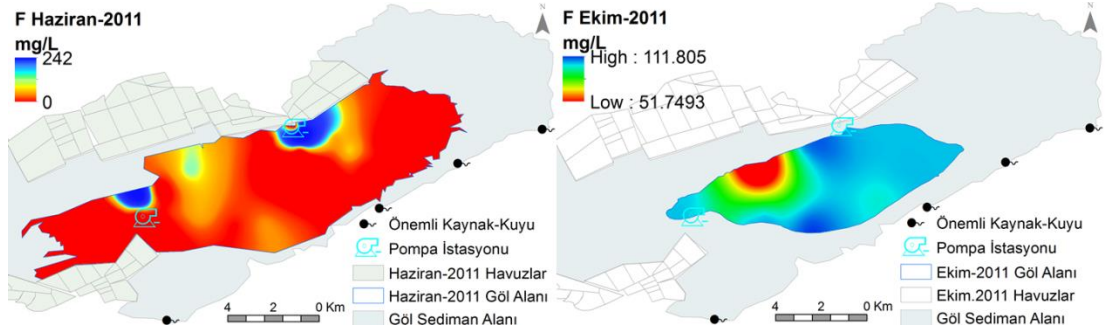 F Haziran-2011
mg/L
242
0
N
Önemli Kaynak-Kuyu
Pompa İstasyonu
Haziran-2011 Havuzlar
Haziran-2011 Göl Alanı
Göl Sediman Alanı
4 2 0 Km
F Ekim-2011
mg/L
High : 111.805
Low : 51.7493
N
Önemli Kaynak-Kuyu
Pompa İstasyonu
Ekim-2011 Göl Alanı
Ekim.2011 Havuzlar
Göl Sediman Alanı
4 2 0 Km